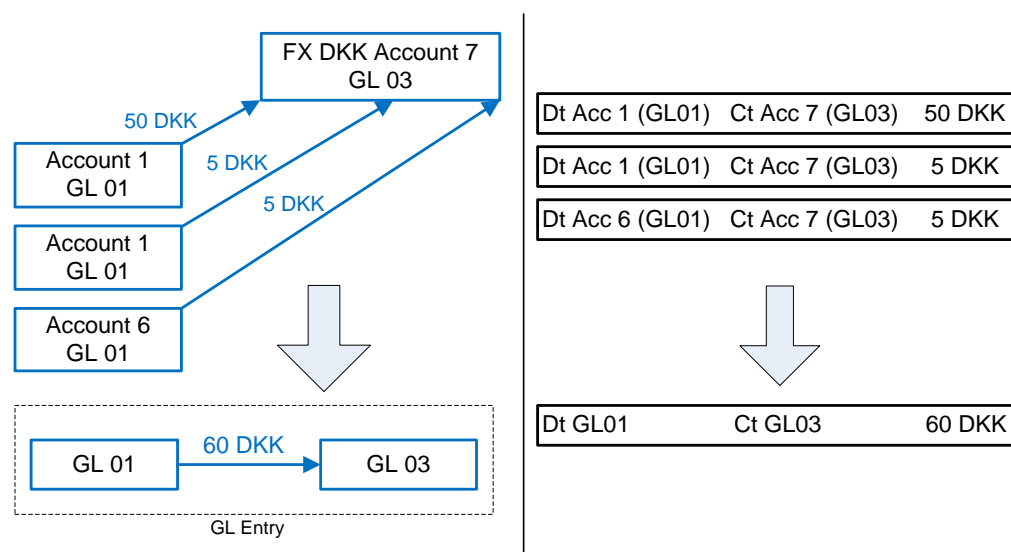 FX DKK Account 7
GL 03
50 DKK
Account 1
GL 01
5 DKK
5 DKK
Account 1
GL 01
Account 6
GL 01
60 DKK
GL 01
GL 03
GL Entry
Dt Acc 1 (GL01) Ct Acc 7 (GL03) 50 DKK
Dt Acc 1 (GL01) Ct Acc 7 (GL03) 5 DKK
Dt Acc 6 (GL01) Ct Acc 7 (GL03) 5 DKK
Dt GL01 Ct GL03 60 DKK